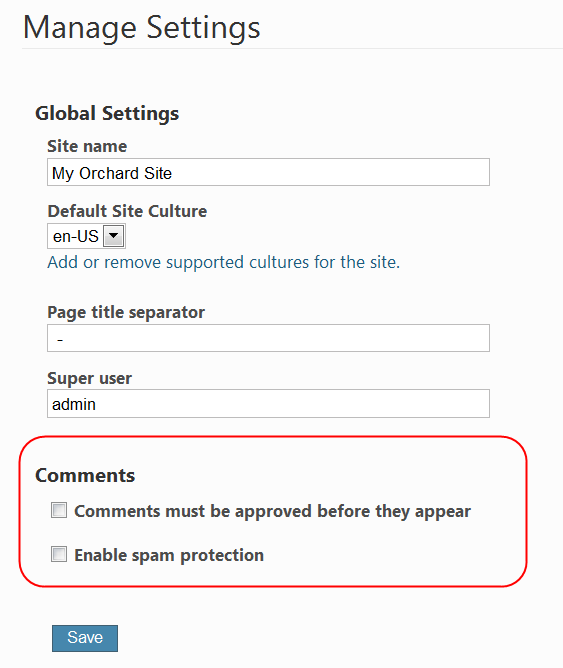 Manage Settings
Global Settings
Site name
My Orchard Site
Default Site Culture
en-US
Add or remove supported cultures for the site.
Page title separator
-
Super user
admin
Comments
Comments must be approved before they appear
Enable spam protection
Save